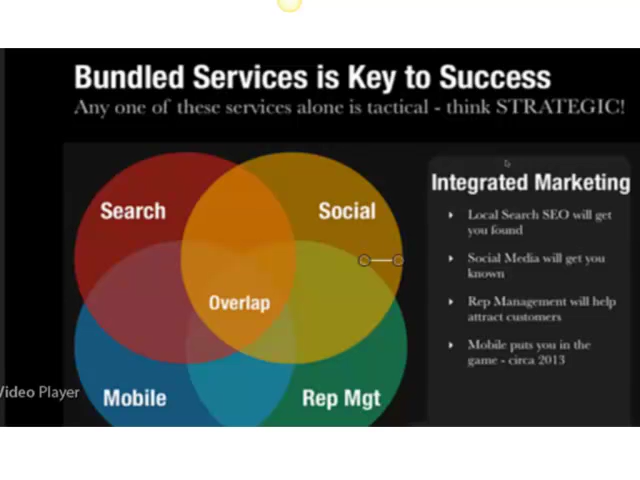 Bundled Services is Key to Success
Any one of these services alone is tactical - think STRATEGIC!
Search
Social
Overlap
Mobile
Rep Mgt
Integrated Marketing
Local Search SEO will get
you found
Social Media will get you
known
Rep Management will help
attract customers
Mobile puts you in the
game - circa 2013
Video Player